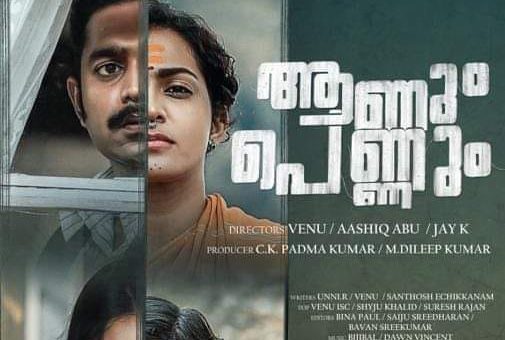 ആണും
പെണ്ണും
DIRECTORS VENU / AASHIQ ABU / JAY K
PRODUCER C.K. PADMA KUMAR / M.DILEEP KUMAR
WRITERS UNNI.R / VENU / SANTHOSH ECHIKKANAM
DOP VENU ISC / SHYJU KHALID / SURESH RAJAN
EDITORS BINA PAUL / SAIJU SREEDHARAN /
BAVAN SREEKUMAR
MUSIC BIJIBAL / DAWN VINCENT